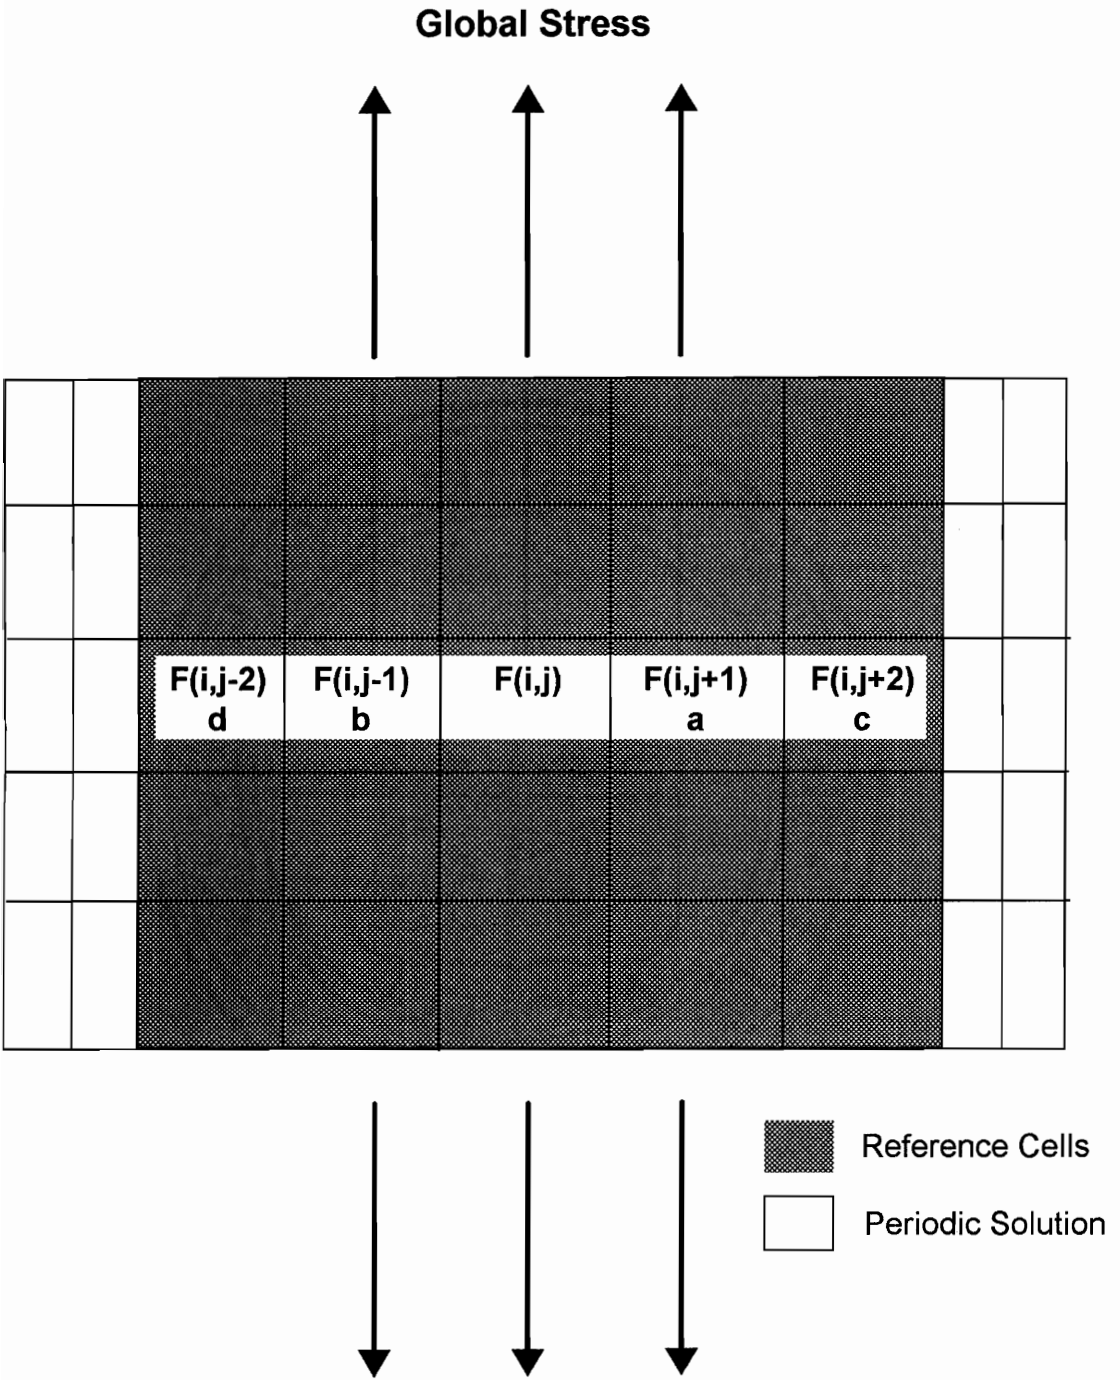 Global Stress
F(i,j-2) F(i,j-1) F(i,j) F(i,j+1) F(i,j+2)
d b a c
Reference Cells
Periodic Solution